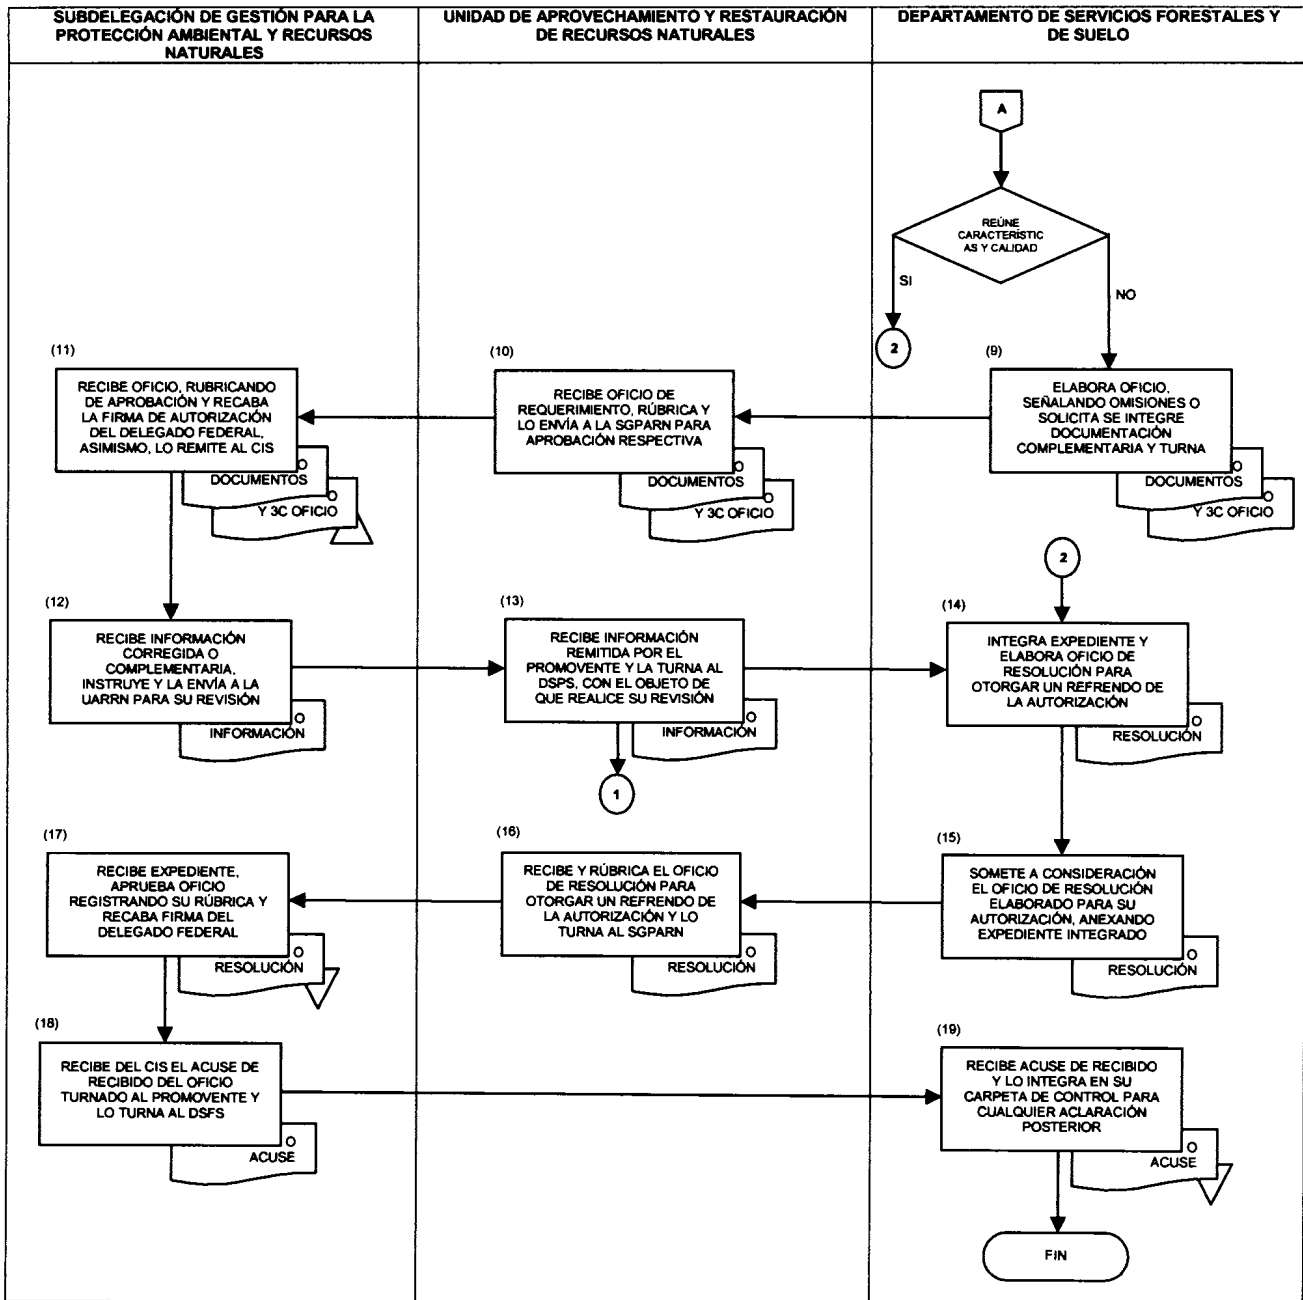 SUBDELEGACIÓN DE GESTIÓN PARA LA
PROTECCIÓN AMBIENTAL Y RECURSOS
NATURALES
UNIDAD DE APROVECHAMIENTO Y RESTAURACIÓN
DE RECURSOS NATURALES
DEPARTAMENTO DE SERVICIOS FORESTALES Y
DE SUELO
A
REÚNE
CARACTERÍSTIC
AS Y CALIDAD
SI
NO
2
(9)
ELABORA OFICIO,
SEÑALANDO OMISIONES O
SOLICITA SE INTEGRE
DOCUMENTACIÓN
COMPLEMENTARIA Y TURNA
O
DOCUMENTOS
O
Y 3C OFICIO
(10)
RECIBE OFICIO DE
REQUERIMIENTO, RÚBRICA Y
LO ENVÍA A LA SGPARN PARA
APROBACIÓN RESPECTIVA
O
DOCUMENTOS
O
Y 3C OFICIO
(11)
RECIBE OFICIO, RUBRICANDO
DE APROBACIÓN Y RECABA
LA FIRMA DE AUTORIZACIÓN
DEL DELEGADO FEDERAL,
ASIMISMO, LO REMITE AL CIS
O
DOCUMENTOS
O
Y 3C OFICIO
(12)
RECIBE INFORMACIÓN
CORREGIDA O
COMPLEMENTARIA,
INSTRUYE Y LA ENVÍA A LA
UARRN PARA SU REVISIÓN
O
INFORMACIÓN
(13)
RECIBE INFORMACIÓN
REMITIDA POR EL
PROMOVENTE Y LA TURNA AL
DSPS, CON EL OBJETO DE
QUE REALICE SU REVISIÓN
O
INFORMACIÓN
1
2
(14)
INTEGRA EXPEDIENTE Y
ELABORA OFICIO DE
RESOLUCIÓN PARA
OTORGAR UN REFRENDO DE
LA AUTORIZACIÓN
O
RESOLUCIÓN
(15)
SOMETE A CONSIDERACIÓN
EL OFICIO DE RESOLUCIÓN
ELABORADO PARA SU
AUTORIZACIÓN, ANEXANDO
EXPEDIENTE INTEGRADO
O
RESOLUCIÓN
(16)
RECIBE Y RÚBRICA EL OFICIO
DE RESOLUCIÓN PARA
OTORGAR UN REFRENDO DE
LA AUTORIZACIÓN Y LO
TURNA AL SGPARN
O
RESOLUCIÓN
(17)
RECIBE EXPEDIENTE,
APRUEBA OFICIO
REGISTRANDO SU RÚBRICA Y
RECABA FIRMA DEL
DELEGADO FEDERAL
O
RESOLUCIÓN
(18)
RECIBE DEL CIS EL ACUSE DE
RECIBIDO DEL OFICIO
TURNADO AL PROMOVENTE Y
LO TURNA AL DSFS
O
ACUSE
(19)
RECIBE ACUSE DE RECIBIDO
Y LO INTEGRA EN SU
CARPETA DE CONTROL PARA
CUALQUIER ACLARACIÓN
POSTERIOR
O
ACUSE
FIN